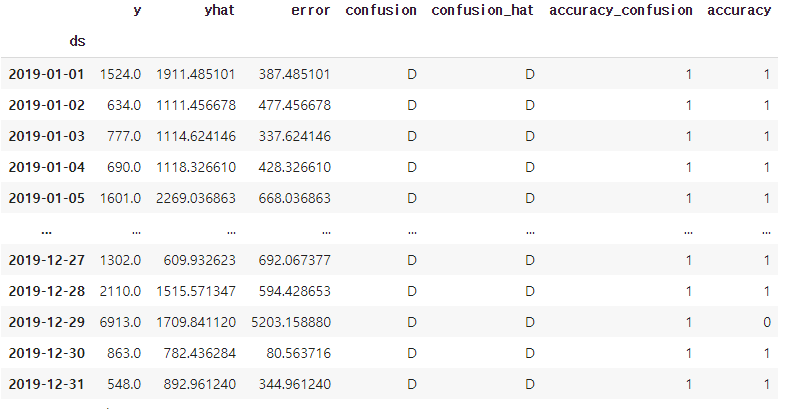 y yhat error confusion confusion_hat accuracy_confusion accuracy
ds
2019-01-01 1524.0 1911.485101 387.485101 D D 1 1
2019-01-02 634.0 1111.456678 477.456678 D D 1 1
2019-01-03 777.0 1114.624146 337.624146 D D 1 1
2019-01-04 690.0 1118.326610 428.326610 D D 1 1
2019-01-05 1601.0 2269.036863 668.036863 D D 1 1
... ... ... ... ... ... ... ...
2019-12-27 1302.0 609.932623 692.067377 D D 1 1
2019-12-28 2110.0 1515.571347 594.428653 D D 1 1
2019-12-29 6913.0 1709.841120 5203.158880 D D 1 0
2019-12-30 863.0 782.436284 80.563716 D D 1 1
2019-12-31 548.0 892.961240 344.961240 D D 1 1